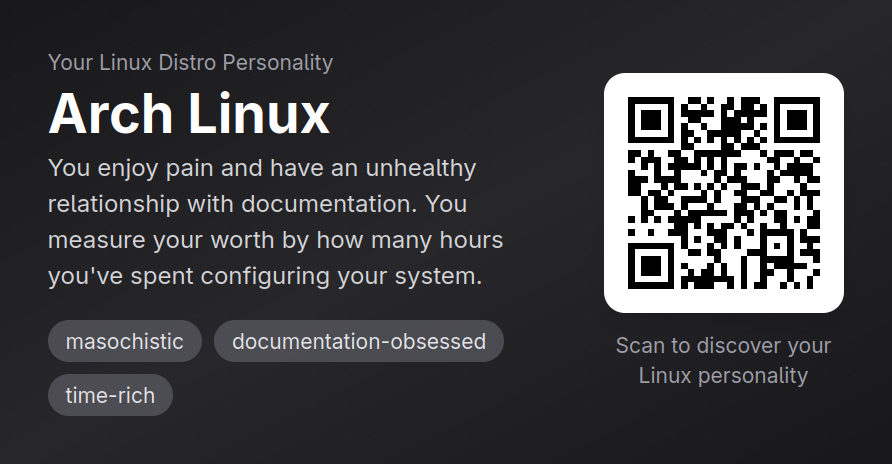 Your Linux Distro Personality
Arch Linux
You enjoy pain and have an unhealthy
relationship with documentation. You
measure your worth by how many hours
you've spent configuring your system.
masochistic
documentation-obsessed
time-rich
Scan to discover your
Linux personality